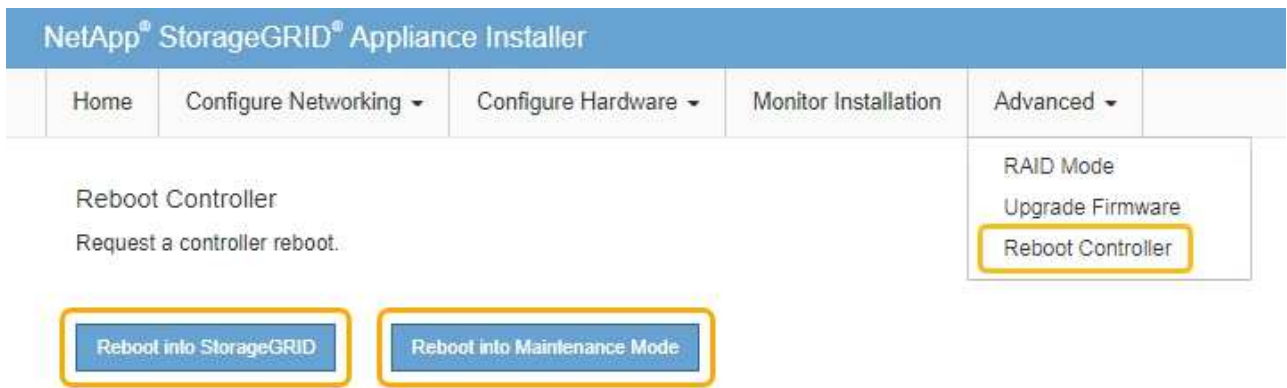 NetApp® StorageGRID® Appliance Installer
Home Configure Networking Configure Hardware Monitor Installation Advanced
RAID Mode
Upgrade Firmware
Reboot Controller
Reboot Controller
Request a controller reboot.
Reboot into StorageGRID Reboot into Maintenance Mode